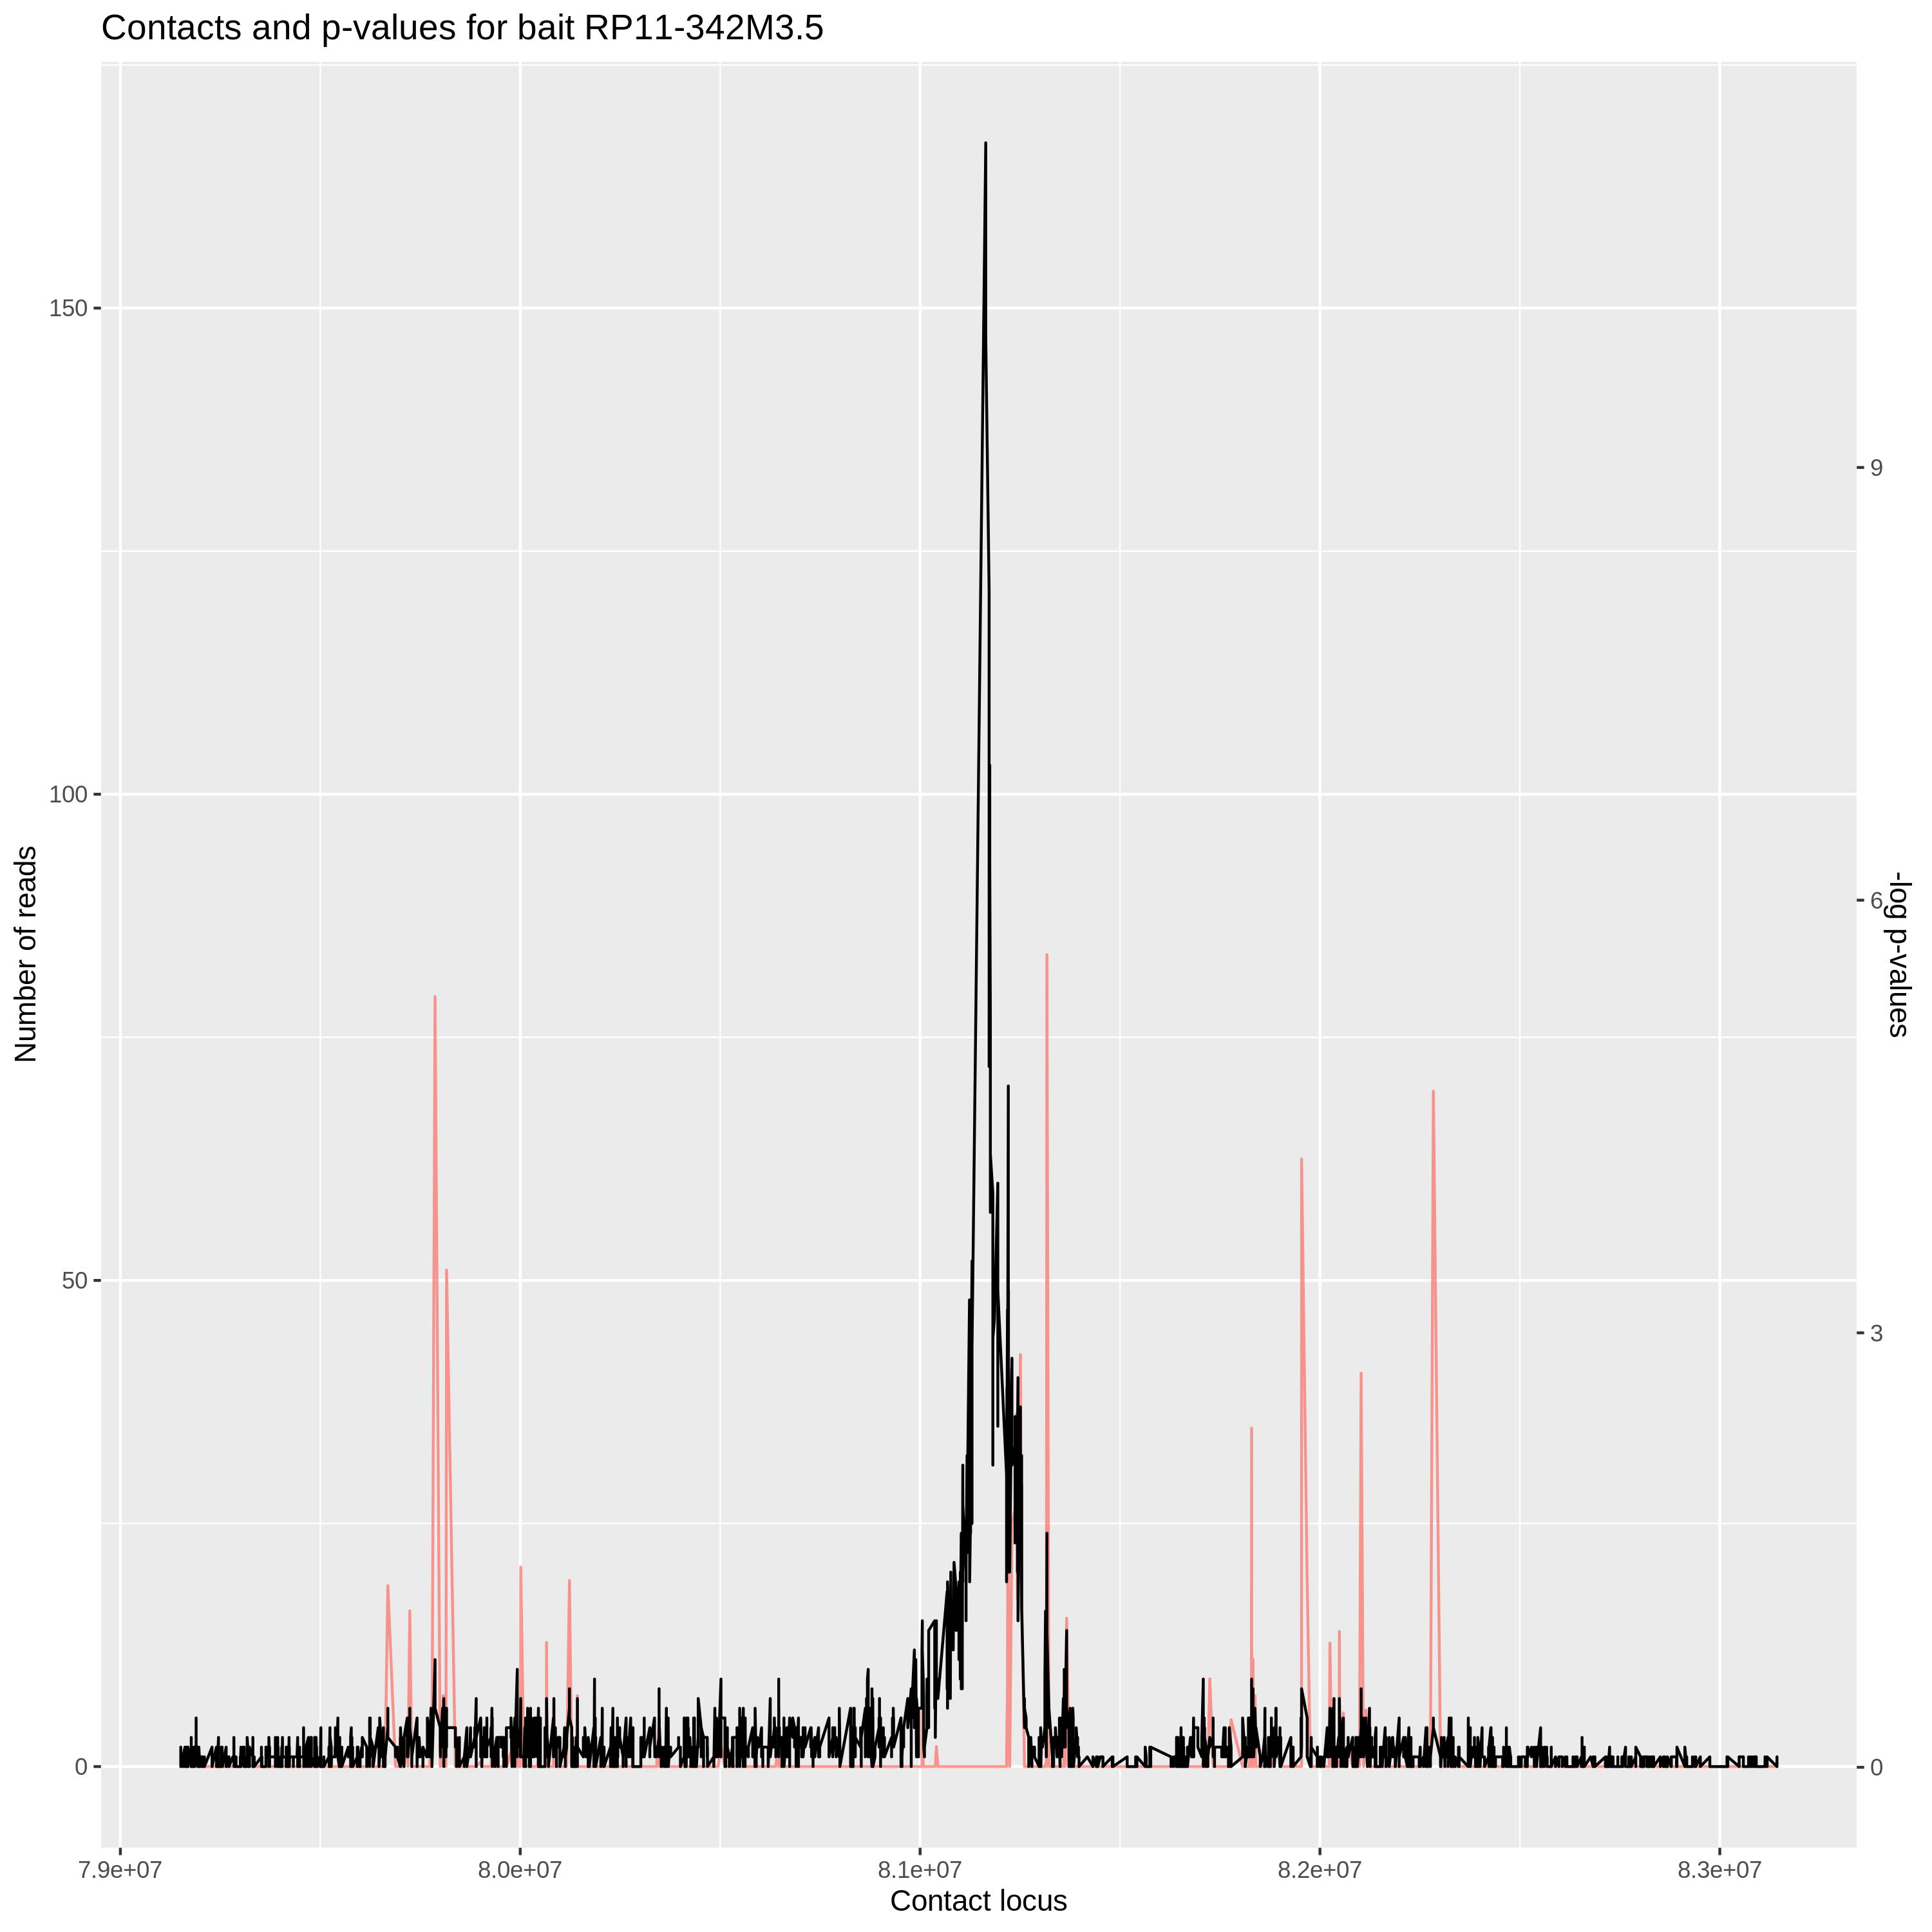 Contacts and p-values for bait RP11-342M3.5
Number of reads
150
100
50
0
9
6
3
0
-log p-values
7.9e+07 8.0e+07 8.1e+07 8.2e+07 8.3e+07
Contact locus